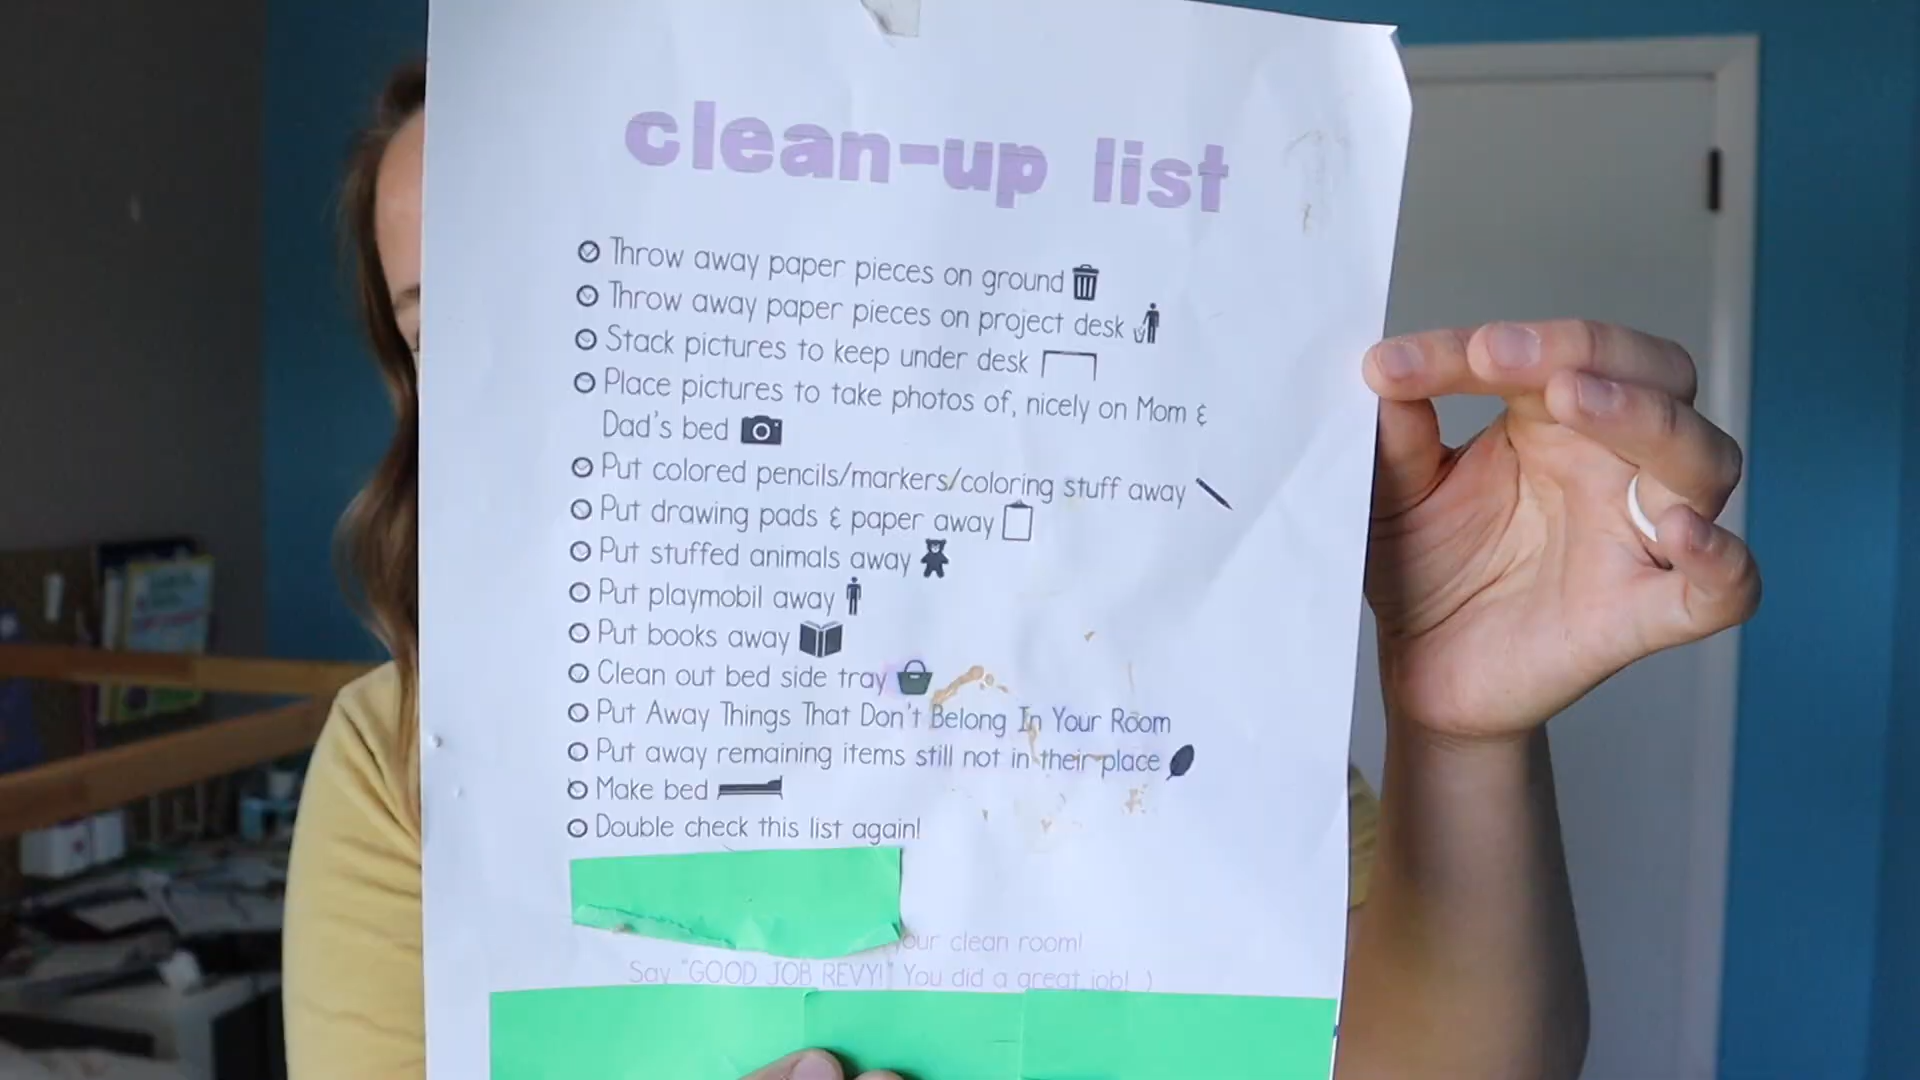 clean-up list
Throw away paper pieces on ground
Throw away paper pieces on project desk
Stack pictures to keep under desk
Place pictures to take photos of, nicely on Mom &
Dad's bed
Put colored pencils/markers/coloring stuff away
Put drawing pads & paper away
Put stuffed animals away
Put playmobil away
Put books away
Clean out bed side tray
Put Away Things That Don't Belong In Your Room
Put away remaining items still not in their place
Make bed
Double check this list again!
your clean room!
Say "GOOD JOB REVY!" You did a great job! )